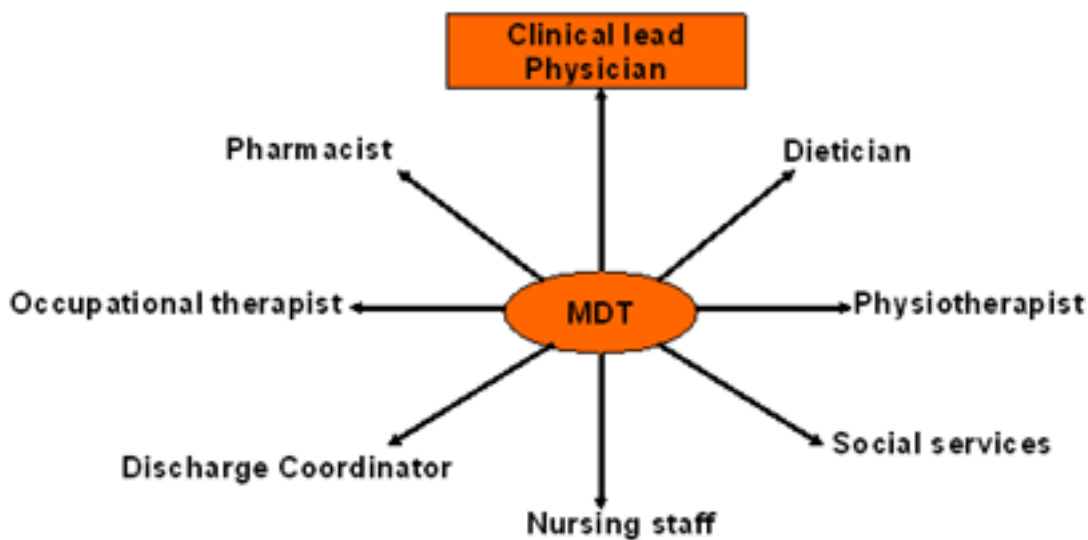 Clinical lead
Physician
Pharmacist
Dietician
Occupational therapist
MDT
Physiotherapist
Discharge Coordinator
Social services
Nursing staff